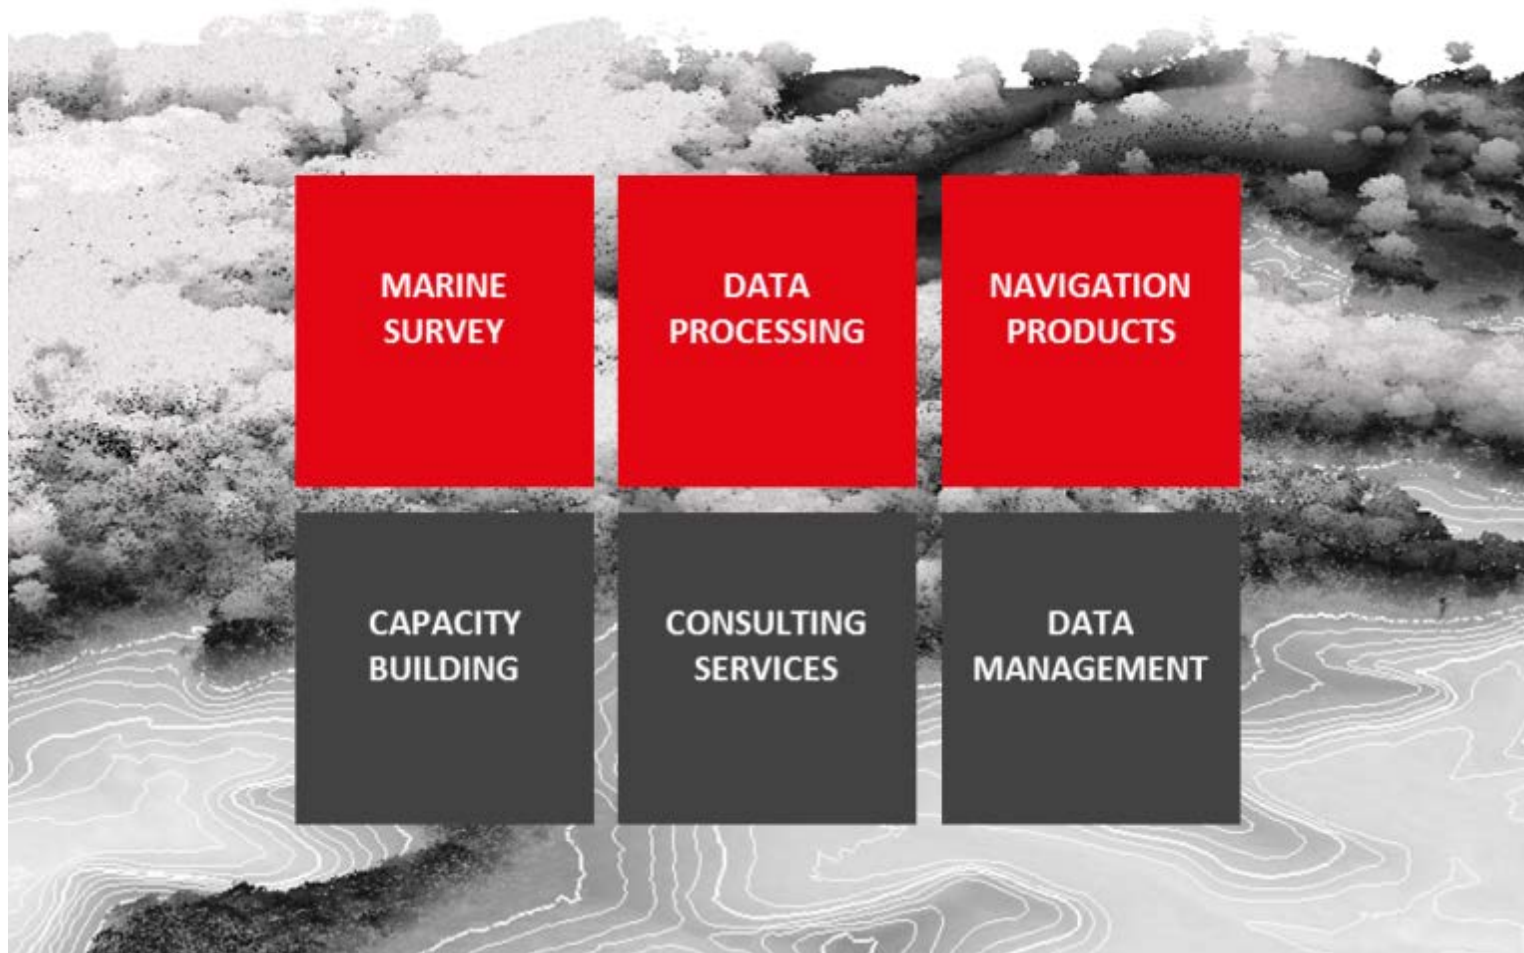 MARINE
SURVEY
DATA
PROCESSING
NAVIGATION
PRODUCTS
CAPACITY
BUILDING
CONSULTING
SERVICES
DATA
MANAGEMENT